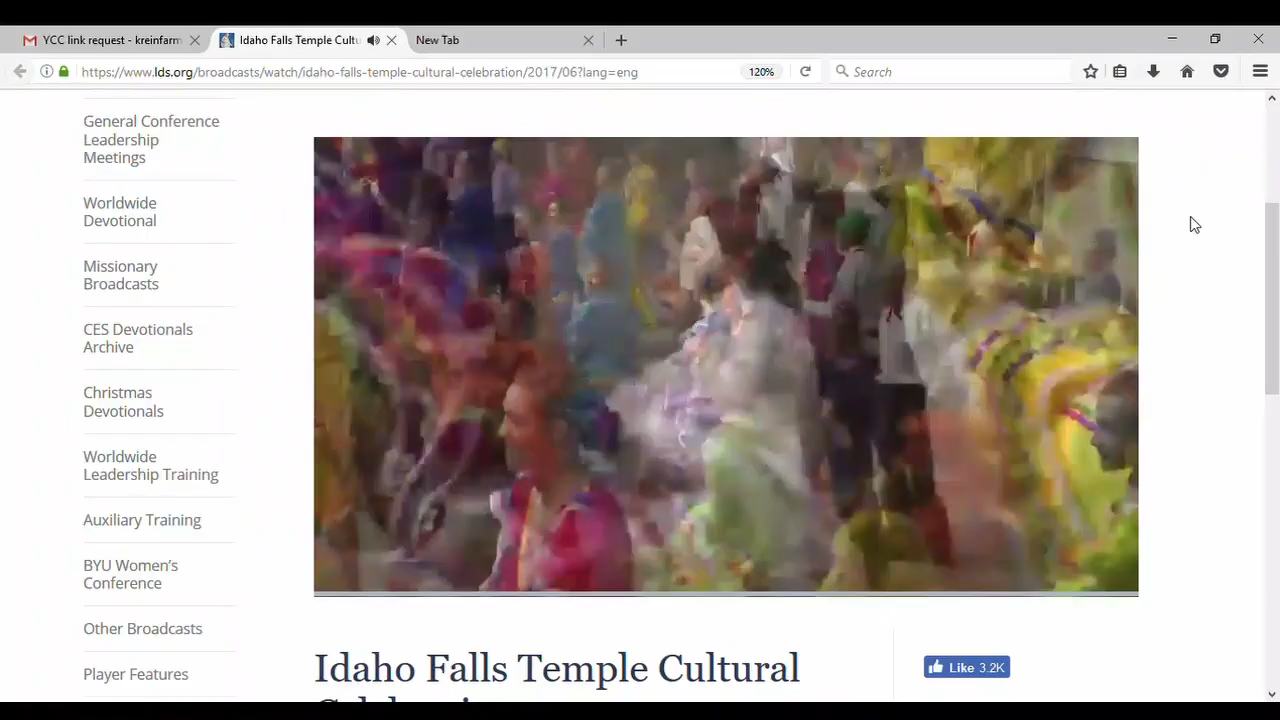 YCC link request - kreinfarm
Idaho Falls Temple Cultu
New Tab
https://www.lds.org/broadcasts/watch/idaho-falls-temple-cultural-celebration/2017/06?lang=eng
120%
Search
General Conference
Leadership
Meetings
Worldwide
Devotional
Missionary
Broadcasts
CES Devotionals
Archive
Christmas
Devotionals
Worldwide
Leadership Training
Auxiliary Training
BYU Women's
Conference
Other Broadcasts
Player Features
Idaho Falls Temple Cultural
Like 3.2K